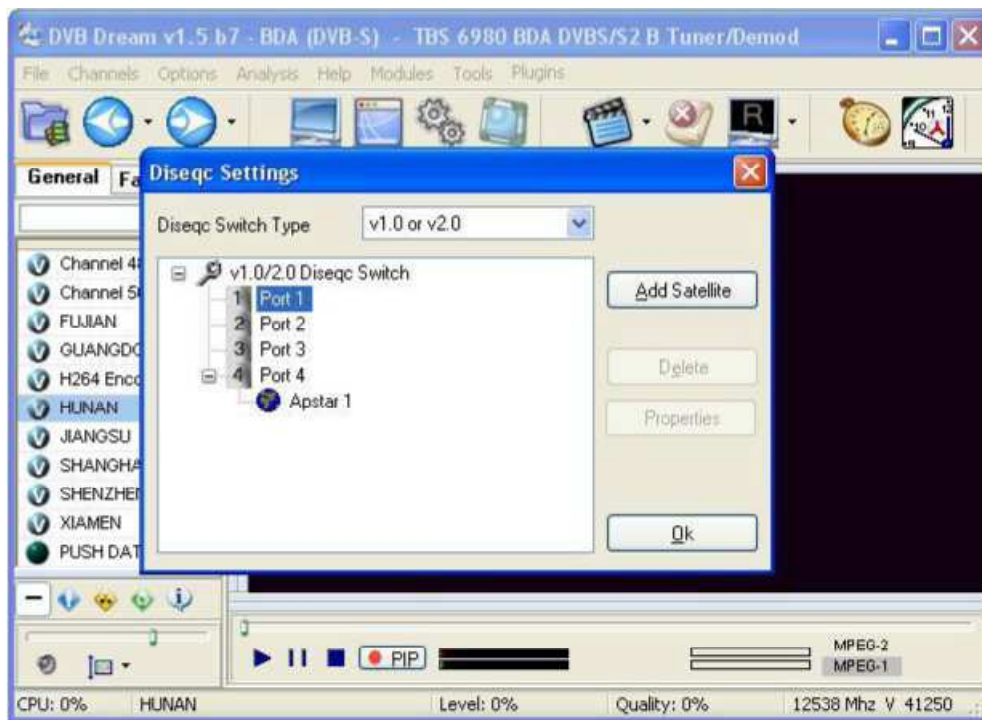 DVB Dream v1.5 b7 - BDA (DVB-S) - TBS 6980 BDA DVBS/S2 B Tuner/Demod
File Channels Options Analysis Help Modules Tools Plugins
R
General Fa
Diseqc Settings
Diseqc Switch Type v1.0 or v2.0
v1.0/2.0 Diseqc Switch
1 Port 1
2 Port 2
3 Port 3
4 Port 4
Apstar 1
Add Satellite
Delete
Properties
Ok
Channel 4
Channel 5
FUJIAN
GUANGDO
H264 Enco
HUNAN
JIANGSU
SHANGHA
SHENZHE
XIAMEN
PUSH DAT
PIP
MPEG-2
MPEG-1
CPU: 0% HUNAN Level: 0% Quality: 0% 12538 Mhz V 41250